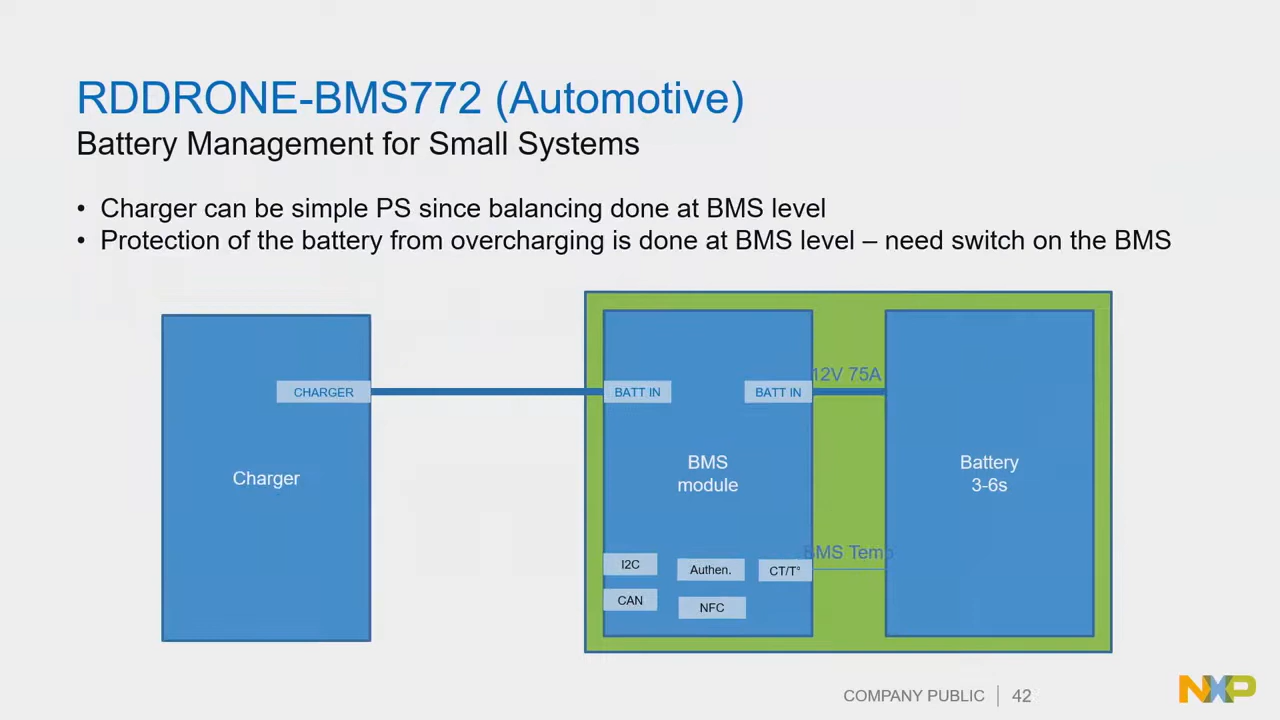 RDDRONE-BMS772 (Automotive)
Battery Management for Small Systems
• Charger can be simple PS since balancing done at BMS level
• Protection of the battery from overcharging is done at BMS level – need switch on the BMS
CHARGER
Charger
BATT IN
BATT IN
12V 75A
BMS
module
Battery
3-6s
I2C
Authen.
CT/T°
BMS Temp
CAN
NFC
COMPANY PUBLIC
42
NXP